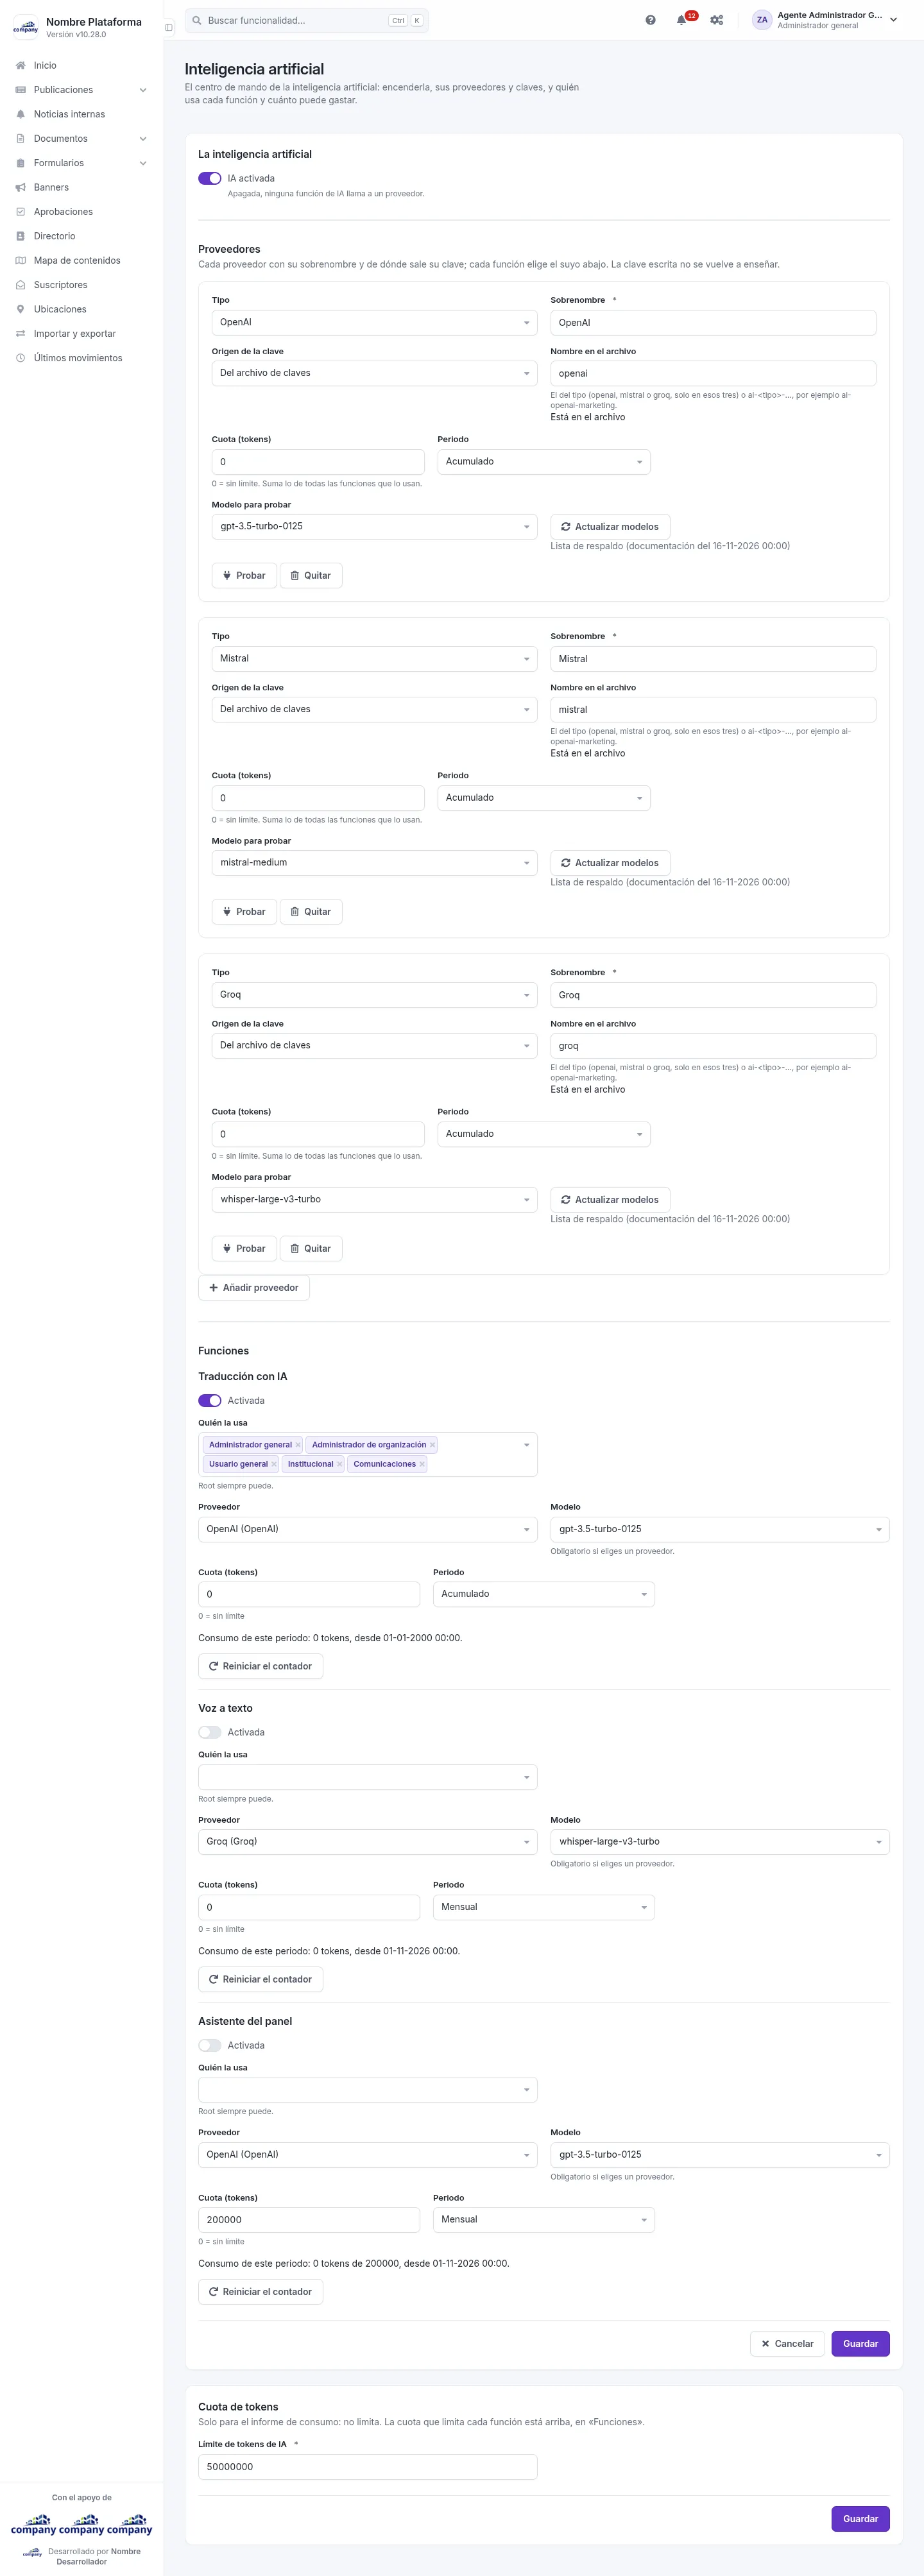 Nombre Plataforma
Versión v10.28.0
Inicio
Publicaciones
Noticias internas
Documentos
Formularios
Banners
Aprobaciones
Directorio
Mapa de contenidos
Suscriptores
Ubicaciones
Importar y exportar
Últimos movimientos
Con el apoyo de
company company company
company Desarrollado por Nombre
Desarrollador
Buscar funcionalidad... Ctrl K
12
ZA Agente Administrador G...
Administrador general
Inteligencia artificial
El centro de mando de la inteligencia artificial: encenderla, sus proveedores y claves, y quién
usa cada función y cuánto puede gastar.
La inteligencia artificial
IA activada
Apagada, ninguna función de IA llama a un proveedor.
Proveedores
Cada proveedor con su sobrenombre y de dónde sale su clave; cada función elige el suyo abajo. La clave escrita no se vuelve a enseñar.
Tipo Sobrenombre *
OpenAI OpenAI
Origen de la clave Nombre en el archivo
Del archivo de claves openai
El del tipo (openai, mistral o groq, solo en esos tres) o ai-<tipo>-..., por ejemplo ai-
openai-marketing.
Está en el archivo
Cuota (tokens) Periodo
0 Acumulado
0 = sin límite. Suma lo de todas las funciones que lo usan.
Modelo para probar
gpt-3.5-turbo-0125 Actualizar modelos
Lista de respaldo (documentación del 16-11-2026 00:00)
Probar Quitar
Tipo Sobrenombre *
Mistral Mistral
Origen de la clave Nombre en el archivo
Del archivo de claves mistral
El del tipo (openai, mistral o groq, solo en esos tres) o ai-<tipo>-..., por ejemplo ai-
openai-marketing.
Está en el archivo
Cuota (tokens) Periodo
0 Acumulado
0 = sin límite. Suma lo de todas las funciones que lo usan.
Modelo para probar
mistral-medium Actualizar modelos
Lista de respaldo (documentación del 16-11-2026 00:00)
Probar Quitar
Tipo Sobrenombre *
Groq Groq
Origen de la clave Nombre en el archivo
Del archivo de claves groq
El del tipo (openai, mistral o groq, solo en esos tres) o ai-<tipo>-..., por ejemplo ai-
openai-marketing.
Está en el archivo
Cuota (tokens) Periodo
0 Acumulado
0 = sin límite. Suma lo de todas las funciones que lo usan.
Modelo para probar
whisper-large-v3-turbo Actualizar modelos
Lista de respaldo (documentación del 16-11-2026 00:00)
Probar Quitar
Añadir proveedor
Funciones
Traducción con IA
Activada
Quién la usa
Administrador general × Administrador de organización ×
Usuario general × Institucional × Comunicaciones ×
Root siempre puede.
Proveedor Modelo
OpenAI (OpenAI) gpt-3.5-turbo-0125
Obligatorio si eliges un proveedor.
Cuota (tokens) Periodo
0 Acumulado
0 = sin límite
Consumo de este periodo: 0 tokens, desde 01-01-2000 00:00.
Reiniciar el contador
Voz a texto
Activada
Quién la usa
Root siempre puede.
Proveedor Modelo
Groq (Groq) whisper-large-v3-turbo
Obligatorio si eliges un proveedor.
Cuota (tokens) Periodo
0 Mensual
0 = sin límite
Consumo de este periodo: 0 tokens, desde 01-11-2026 00:00.
Reiniciar el contador
Asistente del panel
Activada
Quién la usa
Root siempre puede.
Proveedor Modelo
OpenAI (OpenAI) gpt-3.5-turbo-0125
Obligatorio si eliges un proveedor.
Cuota (tokens) Periodo
200000 Mensual
0 = sin límite
Consumo de este periodo: 0 tokens de 200000, desde 01-11-2026 00:00.
Reiniciar el contador
Cancelar Guardar
Cuota de tokens
Solo para el informe de consumo: no limita. La cuota que limita cada función está arriba, en «Funciones».
Límite de tokens de IA *
50000000
Guardar